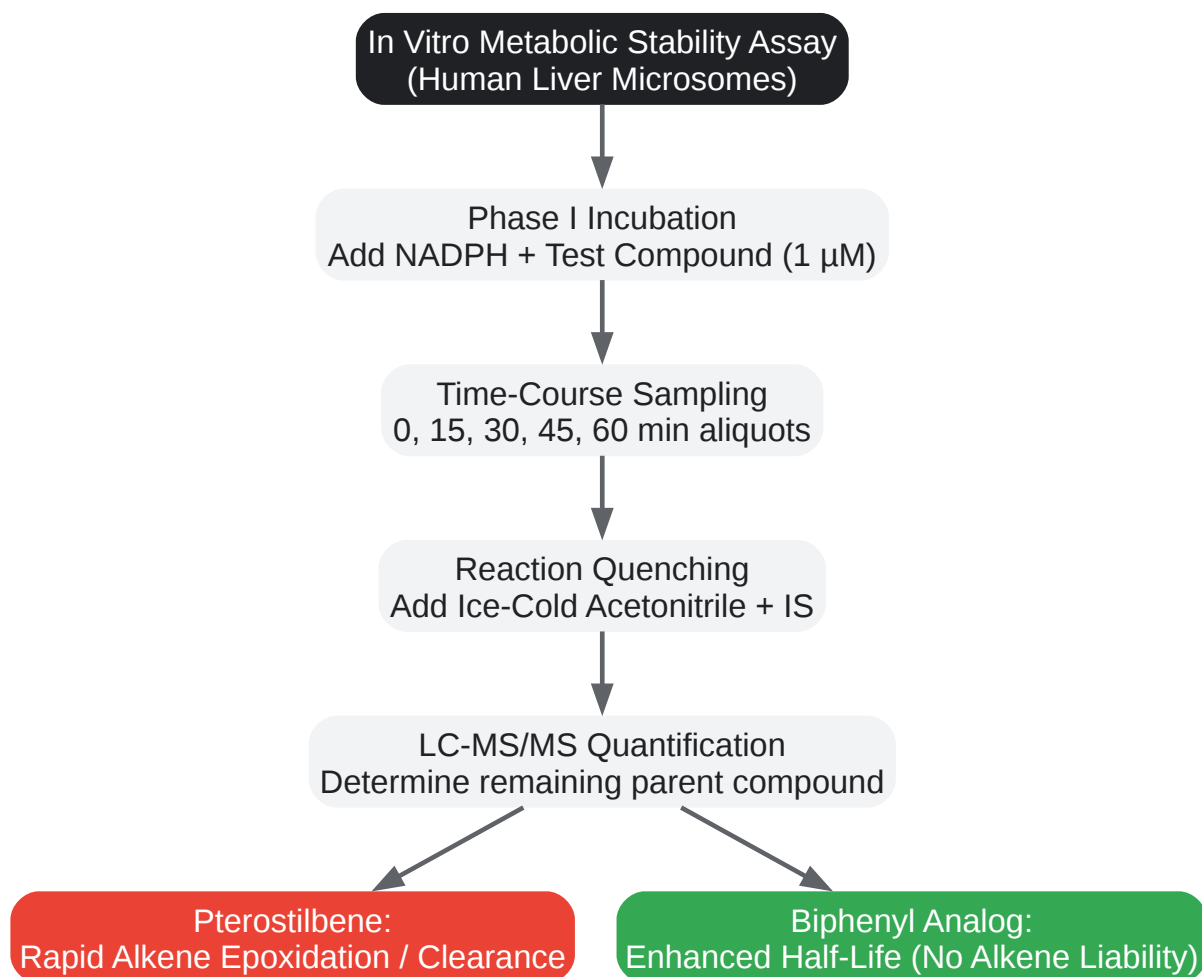 In Vitro Metabolic Stability Assay
(Human Liver Microsomes)
Phase I Incubation
Add NADPH + Test Compound (1 µM)
Time-Course Sampling
0, 15, 30, 45, 60 min aliquots
Reaction Quenching
Add Ice-Cold Acetonitrile + IS
LC-MS/MS Quantification
Determine remaining parent compound
Pterostilbene:
Rapid Alkene Epoxidation / Clearance
Biphenyl Analog:
Enhanced Half-Life (No Alkene Liability)